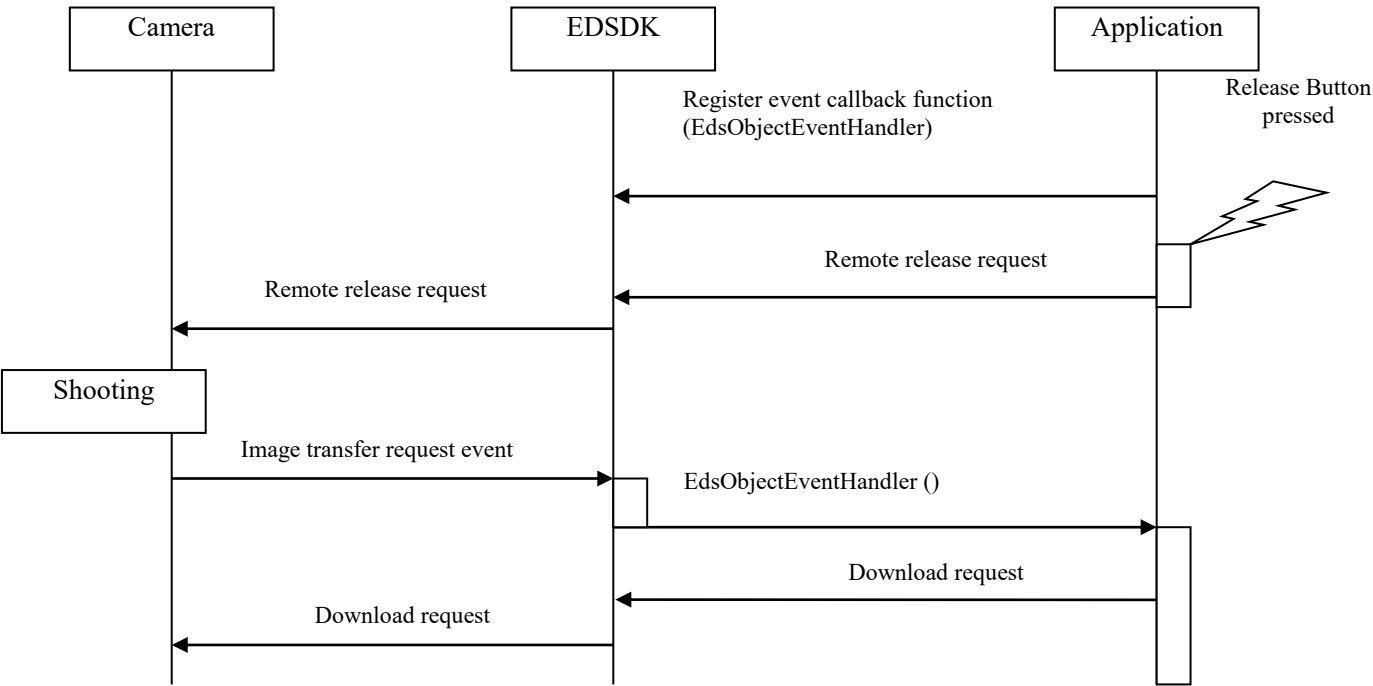 Camera
EDSDK
Application
Release Button
pressed
Register event callback function
(EdsObjectEventHandler)
Remote release request
Remote release request
Shooting
Image transfer request event
EdsObjectEventHandler ()
Download request
Download request